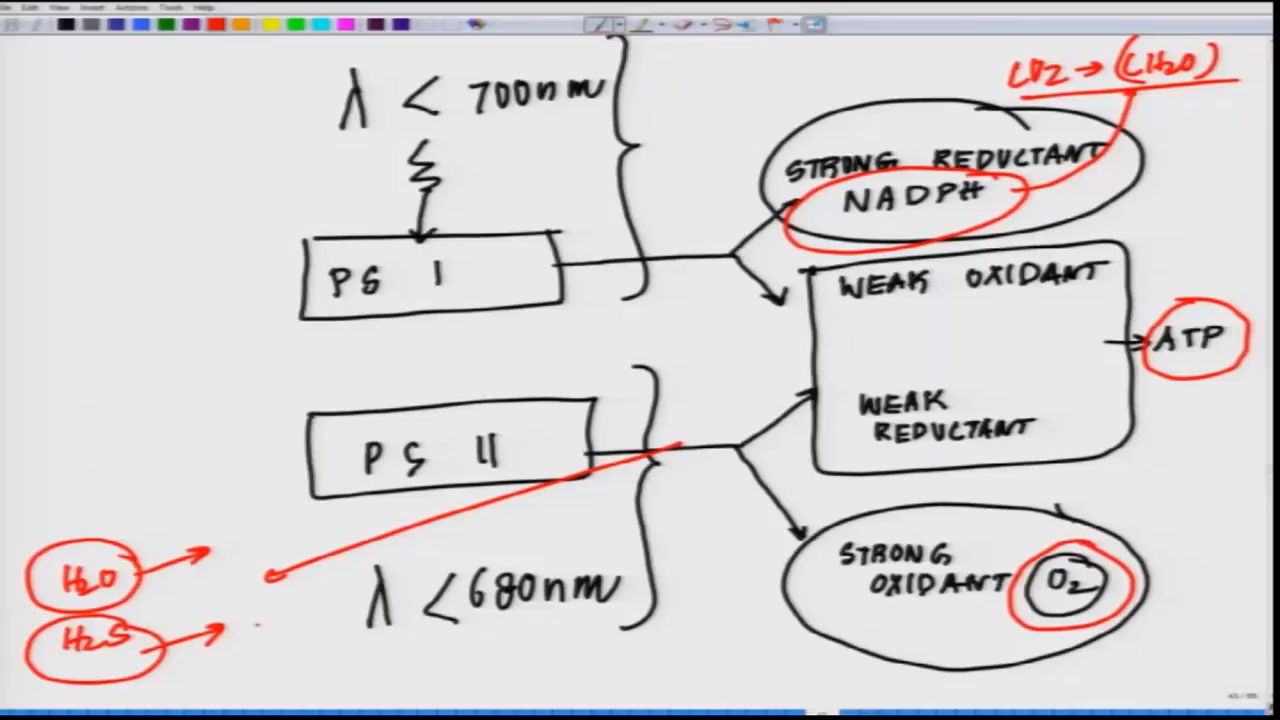 λ < 700nm
CO2 → (CH2O)
STRONG REDUCTANT
NADPH
PS I
WEAK OXIDANT
ATP
WEAK
REDUCTANT
PS II
STRONG
OXIDANT O2
H2O
λ < 680nm
H2S